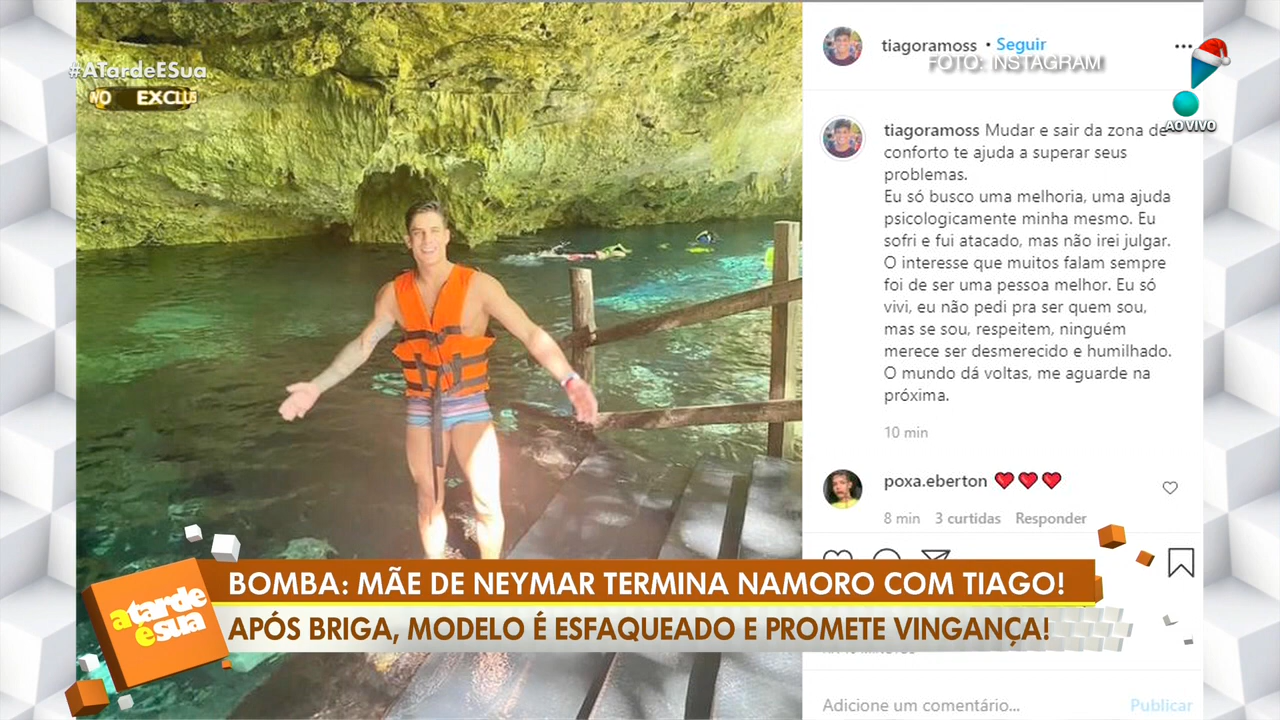 #ATardeESua
VO EXCLUS
tiagoramoss • Seguir
FOTO: INSTAGRAM
AO VIVO
tiagoramoss Mudar e sair da zona de
conforto te ajuda a superar seus
problemas.
Eu só busco uma melhoria, uma ajuda
psicologicamente minha mesmo. Eu
sofri e fui atacado, mas não irei julgar.
O interesse que muitos falam sempre
foi de ser uma pessoa melhor. Eu só
vivi, eu não pedi pra ser quem sou,
mas se sou, respeitem, ninguém
merece ser desmerecido e humilhado.
O mundo dá voltas, me aguarde na
próxima.
10 min
poxa.eberton
8 min 3 curtidas Responder
BOMBA: MÃE DE NEYMAR TERMINA NAMORO COM TIAGO!
a tarde
é sua
APÓS BRIGA, MODELO É ESFAQUEADO E PROMETE VINGANÇA!
Adicione um comentário... Publicar